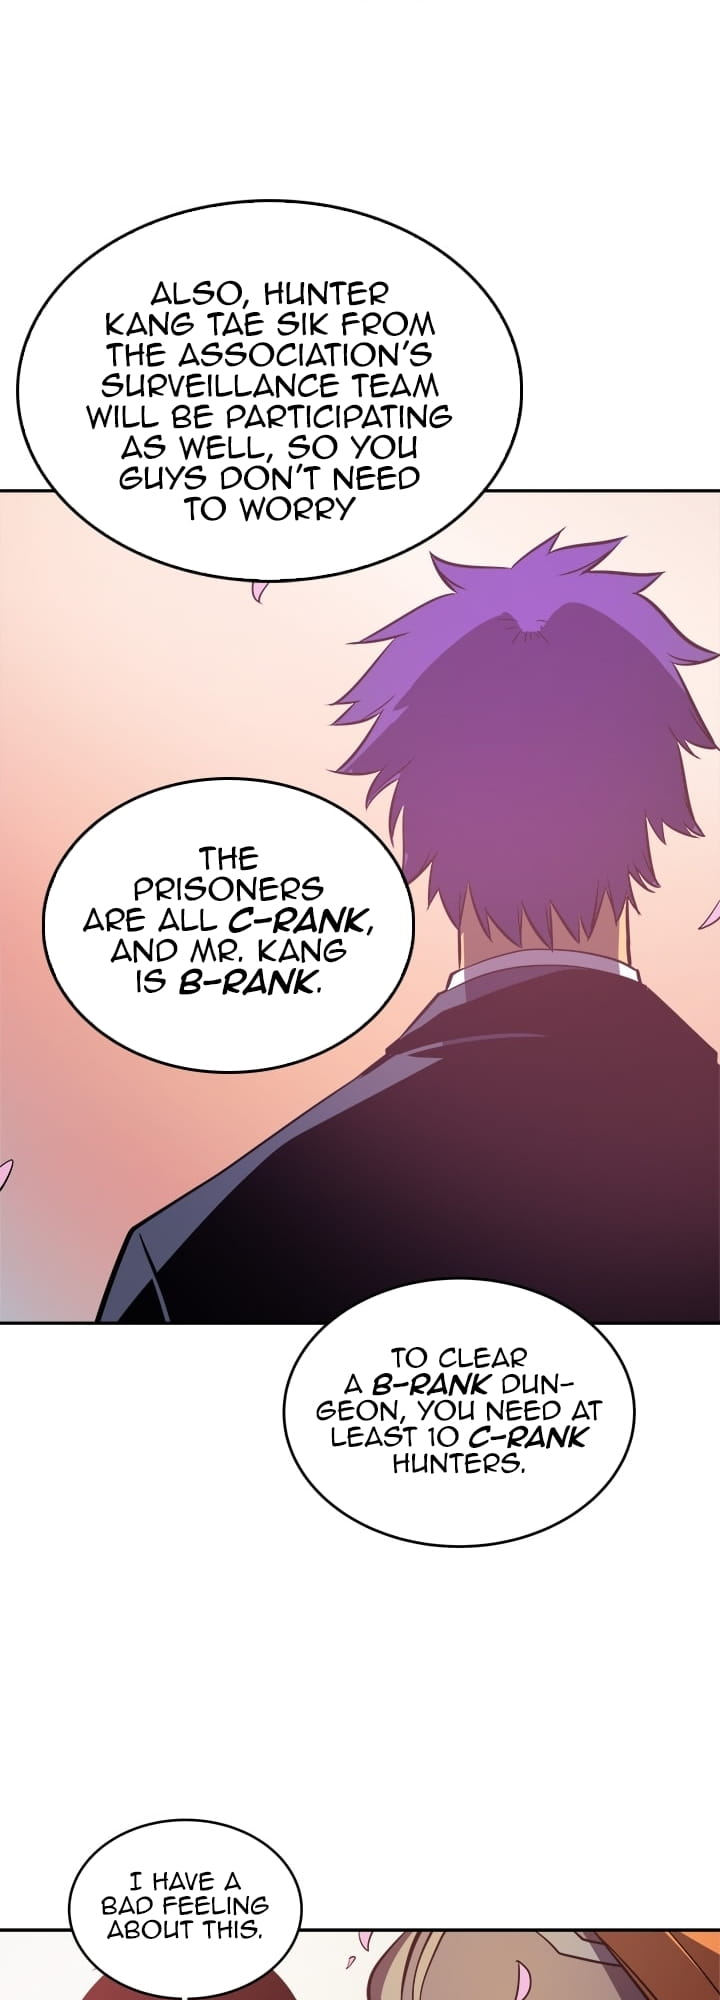 ALSO, HUNTER
KANG TAE SIK FROM
THE ASSOCIATION'S
SURVEILLANCE TEAM
WILL BE PARTICIPATING
AS WELL, SO YOU
GUYS DON'T NEED
TO WORRY
THE
PRISONERS
ARE ALL C-RANK,
AND MR. KANG
IS B-RANK.
TO CLEAR
A B-RANK DUN-
GEON, YOU NEED AT
LEAST 10 C-RANK
HUNTERS.
I HAVE A
BAD FEELING
ABOUT THIS.